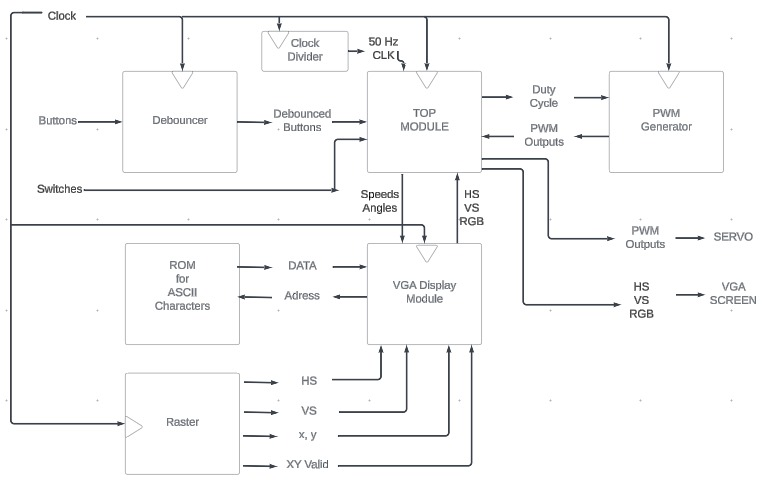 Clock
Clock
Divider
50 Hz
CLK
Buttons
Debouncer
Debounced
Buttons
TOP
MODULE
Duty
Cycle
PWM
Outputs
PWM
Generator
Switches
Speeds
Angles
HS
VS
RGB
PWM
Outputs
SERVO
ROM
for
ASCII
Characters
DATA
Adress
VGA Display
Module
HS
VS
RGB
VGA
SCREEN
Raster
HS
VS
x, y
XY Valid